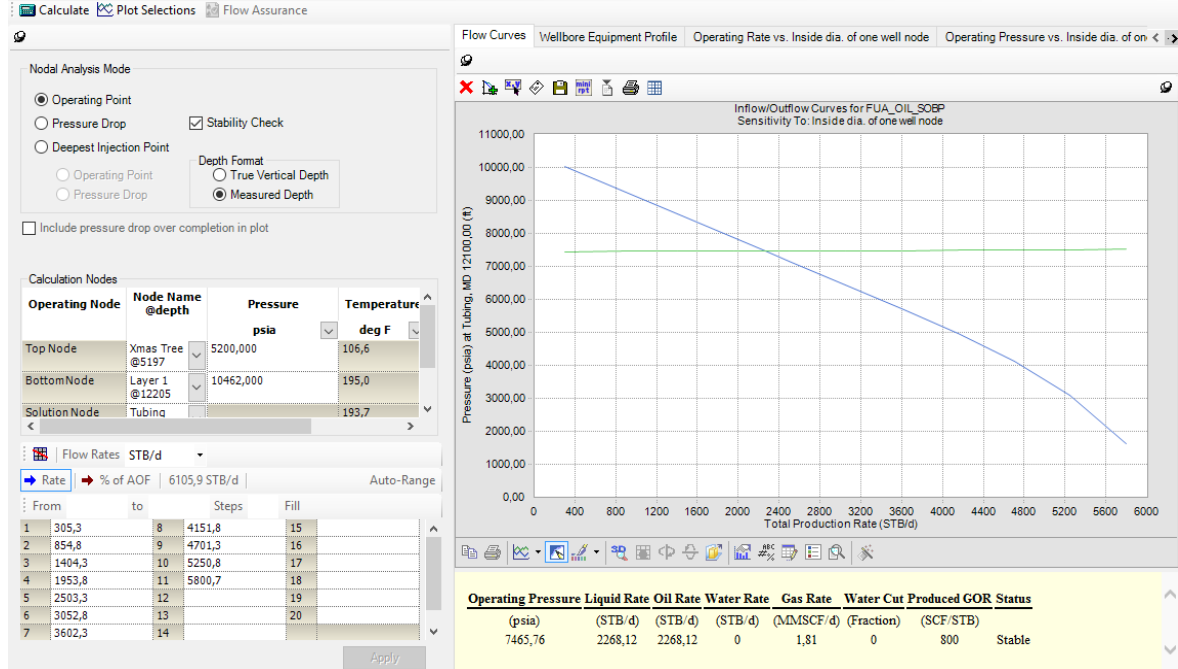 Calculate Plot Selections Flow Assurance
Nodal Analysis Mode
Operating Point
Pressure Drop
Stability Check
Deepest Injection Point
Depth Format
Operating Point
True Vertical Depth
Pressure Drop
Measured Depth
Include pressure drop over completion in plot
Calculation Nodes
Operating Node Node Name @depth Pressure Temperature
psia deg F
Top Node Xmas Tree @5197 5200,000 106,6
BottomNode Layer 1 @12205 10462,000 195,0
Solution Node Tubing 193,7
Flow Rates STB/d
Rate % of AOF 6105,9 STB/d Auto-Range
From to Steps Fill
1 305,3 8 4151,8 15
2 854,8 9 4701,3 16
3 1404,3 10 5250,8 17
4 1953,8 11 5800,7 18
5 2503,3 12 19
6 3052,8 13 20
7 3602,3 14
Apply
Flow Curves Wellbore Equipment Profile Operating Rate vs. Inside dia. of one well node Operating Pressure vs. Inside dia. of on
mini rpt
Inflow/Outflow Curves for FUA_OIL_SOBP
Sensitivity To: Inside dia. of one well node
Pressure (psia) at Tubing, MD 12100,00 (ft)
11000,00
10000,00
9000,00
8000,00
7000,00
6000,00
5000,00
4000,00
3000,00
2000,00
1000,00
0,00
0 400 800 1200 1600 2000 2400 2800 3200 3600 4000 4400 4800 5200 5600 6000
Total Production Rate (STB/d)
3D ABC
Operating Pressure Liquid Rate Oil Rate Water Rate Gas Rate Water Cut Produced GOR Status
(psia) (STB/d) (STB/d) (STB/d) (MMSCF/d) (Fraction) (SCF/STB)
7465,76 2268,12 2268,12 0 1,81 0 800 Stable